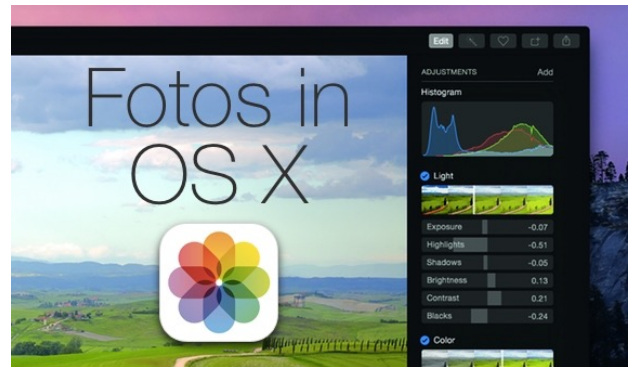 Edit
Fotos in
OS X
ADJUSTMENTS Add
Histogram
Light
Exposure -0.07
Highlights -0.51
Shadows -0.05
Brightness 0.13
Contrast 0.21
Blacks -0.24
Color